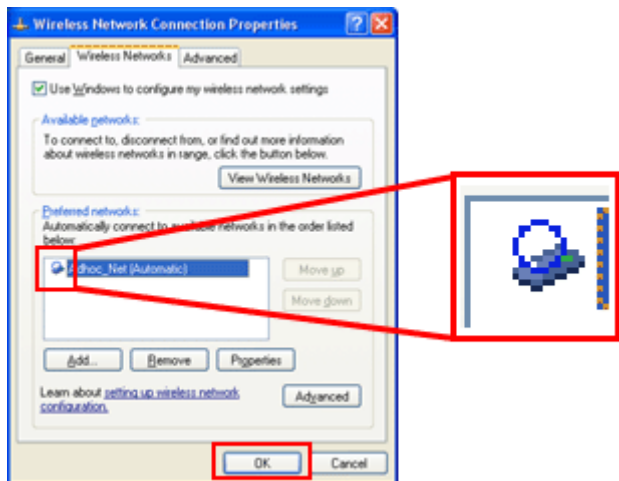 Wireless Network Connection Properties
General Wireless Networks Advanced
Use Windows to configure my wireless network settings
Available networks:
To connect to, disconnect from, or find out more information
about wireless networks in range, click the button below.
View Wireless Networks
Preferred networks:
Automatically connect to available networks in the order listed
below:
Adhoc_Net (Automatic)
Move up
Move down
Add... Remove Properties
Learn about setting up wireless network
configuration.
Advanced
OK Cancel